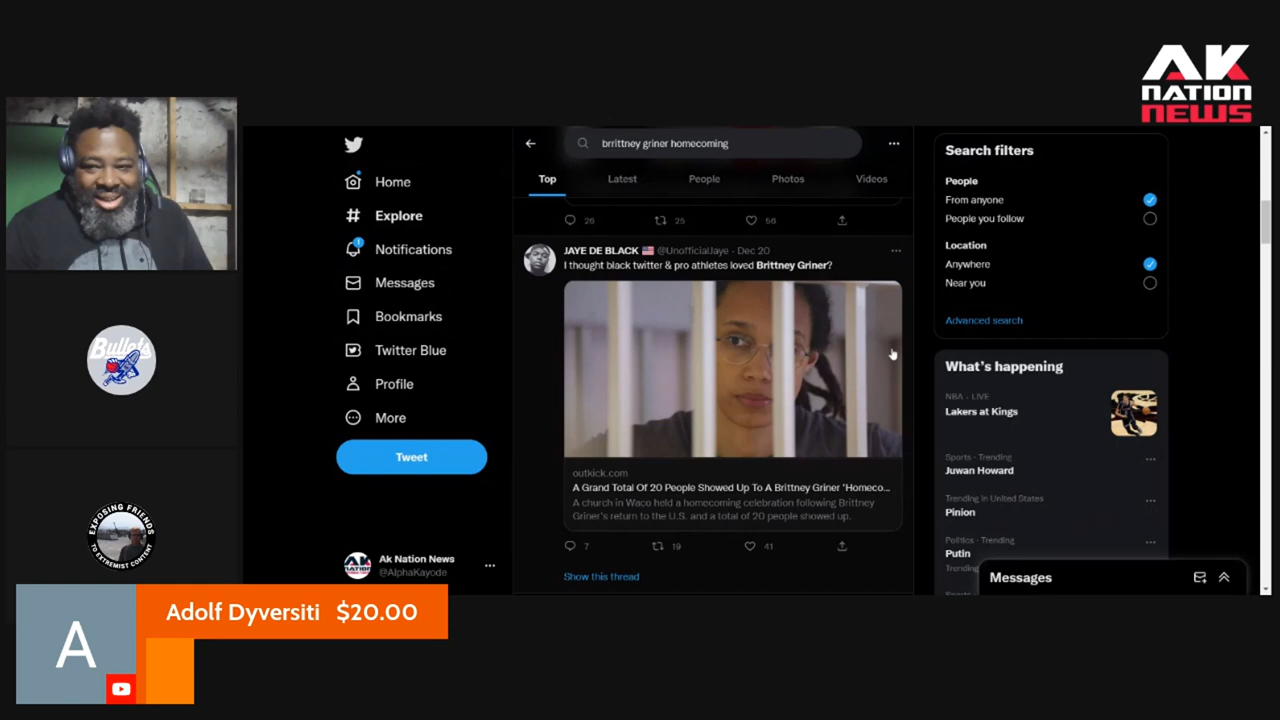 AK
NATION
NEWS
brrittney griner homecoming
Top
Latest
People
Photos
Videos
Home
Explore
Notifications
Messages
Bookmarks
Twitter Blue
Profile
More
Tweet
Ak Nation News
@AlphaKayode
26
25
56
JAYE DE BLACK 🇺🇸 @UnofficialJaye · Dec 20
I thought black twitter & pro athletes loved Brittney Griner?
outkick.com
A Grand Total Of 20 People Showed Up To A Brittney Griner 'Homeco...
A church in Waco held a homecoming celebration following Brittney
Griner's return to the U.S. and a total of 20 people showed up.
7
19
41
Show this thread
Search filters
People
From anyone
People you follow
Location
Anywhere
Near you
Advanced search
What's happening
NBA · LIVE
Lakers at Kings
Sports · Trending
Juwan Howard
Trending in United States
Pinion
Politics · Trending
Putin
Trending
Messages
Bullets
EXPOSING FRIENDS
TO EXTREMIST CONTENT
A
Adolf Dyversiti $20.00